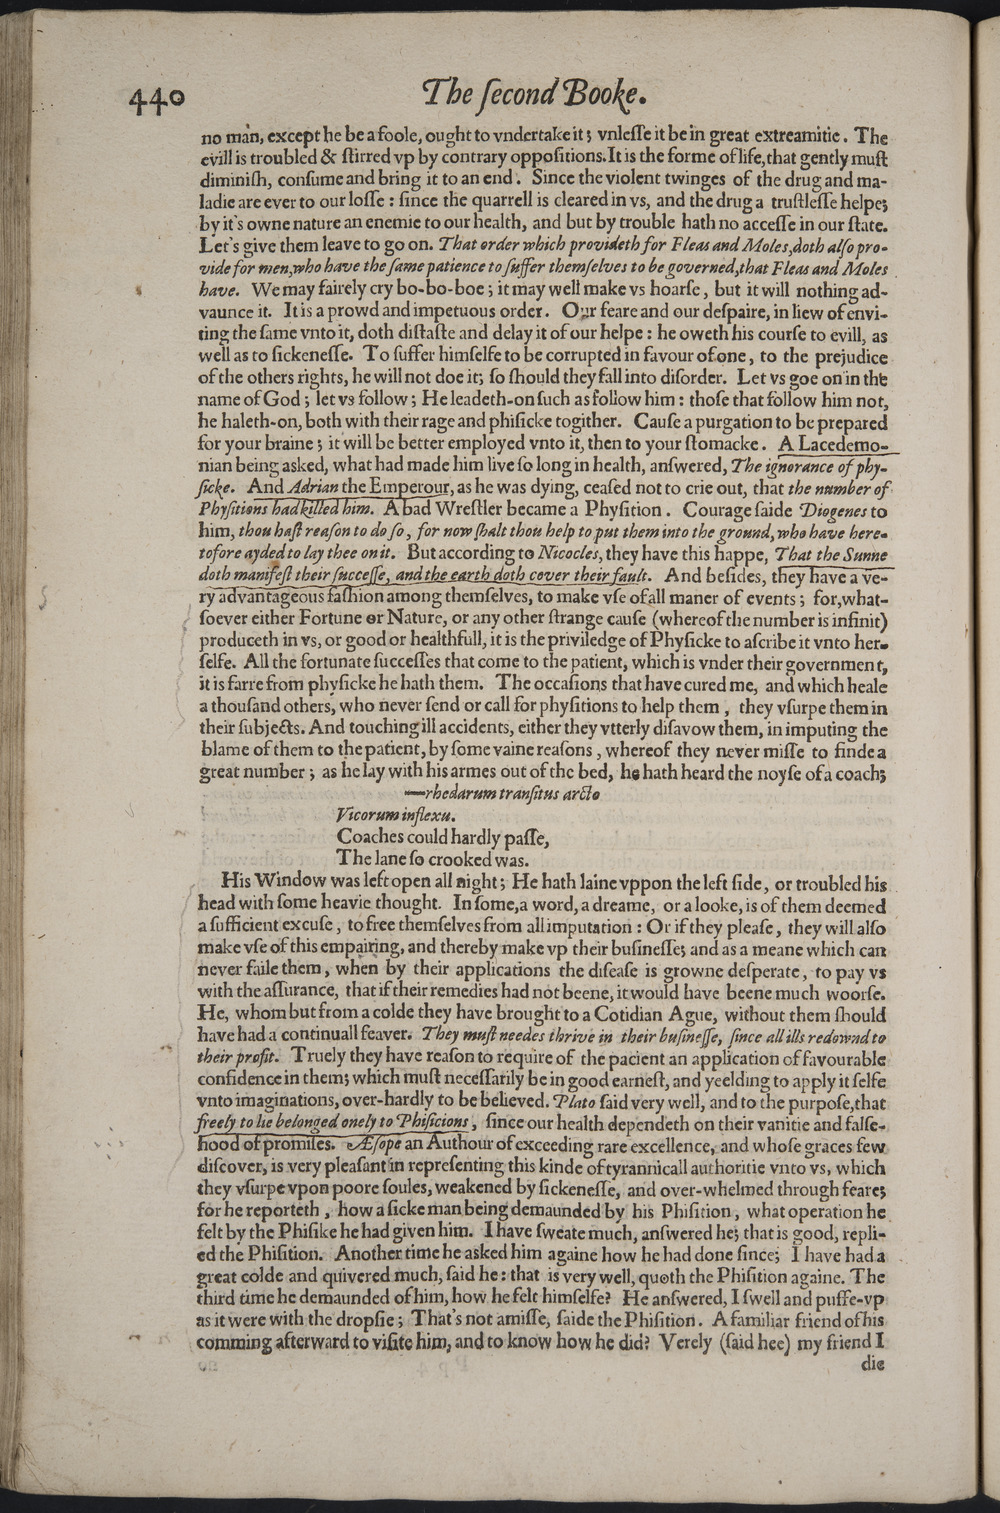 440 The ſecond Booke.
no man, except he be a foole, ought to vndertake it; vnleſſe it be in great extreamitie. The
evill is troubled & ſtirred vp by contrary oppoſitions. It is the forme of life, that gently muſt
diminiſh, conſume and bring it to an end. Since the violent twinges of the drug and ma-
ladie are ever to our loſſe : ſince the quarrell is cleared in vs, and the drug a truſtleſſe helpe;
by it's owne nature an enemie to our health, and but by trouble hath no acceſſe in our ſtate.
Let's give them leave to go on. That order which provideth for Fleas and Moles, doth alſo pro-
vide for men, who have the ſame patience to ſuffer themſelves to be governed, that Fleas and Moles
have. We may fairely cry bo-bo-boe; it may well make vs hoarſe, but it will nothing ad-
vaunce it. It is a prowd and impetuous order. Our feare and our deſpaire, in liew of envi-
ting the ſame vnto it, doth diſtaſte and delay it of our helpe : he oweth his courſe to evill, as
well as to ſickeneſſe. To ſuffer himſelfe to be corrupted in favour of one, to the prejudice
of the others rights, he will not doe it; ſo ſhould they fall into diſorder. Let vs goe on in the
name of God; let vs follow; He leadeth-on ſuch as follow him : thoſe that follow him not,
he haleth-on, both with their rage and phiſicke togither. Cauſe a purgation to be prepared
for your braine; it will be better employed vnto it, then to your ſtomacke. A Lacedemo-
nian being asked, what had made him live ſo long in health, anſwered, The ignorance of phy-
ſicke. And Adrian the Emperour, as he was dying, ceaſed not to crie out, that the number of
Phyſitions had killed him. A bad Wreſtler became a Phyſition. Courage ſaide Diogenes to
him, thou haſt reaſon to do ſo, for now ſhalt thou help to put them into the ground, who have here-
tofore ayded to lay thee on it. But according to Nicocles, they have this happe, That the Sunne
doth manifeſt their ſucceſſe, and the earth doth cover their fault. And beſides, they have a ve-
ry advantageous faſhion among themſelves, to make vſe of all maner of events; for, what-
ſoever either Fortune or Nature, or any other ſtrange cauſe (whereof the number is infinit)
produceth in vs, or good or healthfull, it is the priviledge of Phyſicke to aſcribe it vnto her-
ſelfe. All the fortunate ſucceſſes that come to the patient, which is vnder their government,
it is farre from phyſicke he hath them. The occaſions that have cured me, and which heale
a thouſand others, who never ſend or call for phyſitions to help them, they vſurpe them in
their ſubjects. And touching ill accidents, either they vtterly diſavow them, in imputing the
blame of them to the patient, by ſome vaine reaſons, whereof they never miſſe to finde a
great number; as he lay with his armes out of the bed, he hath heard the noyſe of a coach;
—rhedarum tranſitus arcto
Vicorum inflexu.
Coaches could hardly paſſe,
The lane ſo crooked was.
His Window was left open all night; He hath laine vppon the left ſide, or troubled his
head with ſome heavie thought. In ſome, a word, a dreame, or a looke, is of them deemed
a ſufficient excuſe, to free themſelves from all imputation : Or if they pleaſe, they will alſo
make vſe of this empairing, and thereby make vp their buſineſſe; and as a meane which can
never faile them, when by their applications the diſeaſe is growne deſperate, to pay vs
with the aſſurance, that if their remedies had not beene, it would have beene much woorſe.
He, whom but from a colde they have brought to a Cotidian Ague, without them ſhould
have had a continuall feaver. They muſt needes thrive in their buſineſſe, ſince all ills redownd to
their profit. Truely they have reaſon to require of the pacient an application of favourable
confidence in them; which muſt neceſſarily be in good earneſt, and yeelding to apply it ſelfe
vnto imaginations, over-hardly to be believed. Plato ſaid very well, and to the purpoſe, that
freely to lie belonged onely to Phiſicions, ſince our health dependeth on their vanitie and falſe-
hood of promiſes. Æſope an Authour of exceeding rare excellence, and whoſe graces few
diſcover, is very pleaſant in repreſenting this kinde of tyrannicall authoritie vnto vs, which
they vſurpe vpon poore ſoules, weakened by ſickeneſſe, and over-whelmed through feare;
for he reporteth, how a ſicke man being demaunded by his Phiſition, what operation he
felt by the Phiſike he had given him. I have ſweate much, anſwered he; that is good, repli-
ed the Phiſition. Another time he asked him againe how he had done ſince; I have had a
great colde and quivered much, ſaid he : that is very well, quoth the Phiſition againe. The
third time he demaunded of him, how he felt himſelfe? He anſwered, I ſwell and puffe-vp
as it were with the dropſie; That's not amiſſe, ſaide the Phiſition. A familiar friend of his
comming afterward to viſite him, and to know how he did? Verely (ſaid hee) my friend I
die